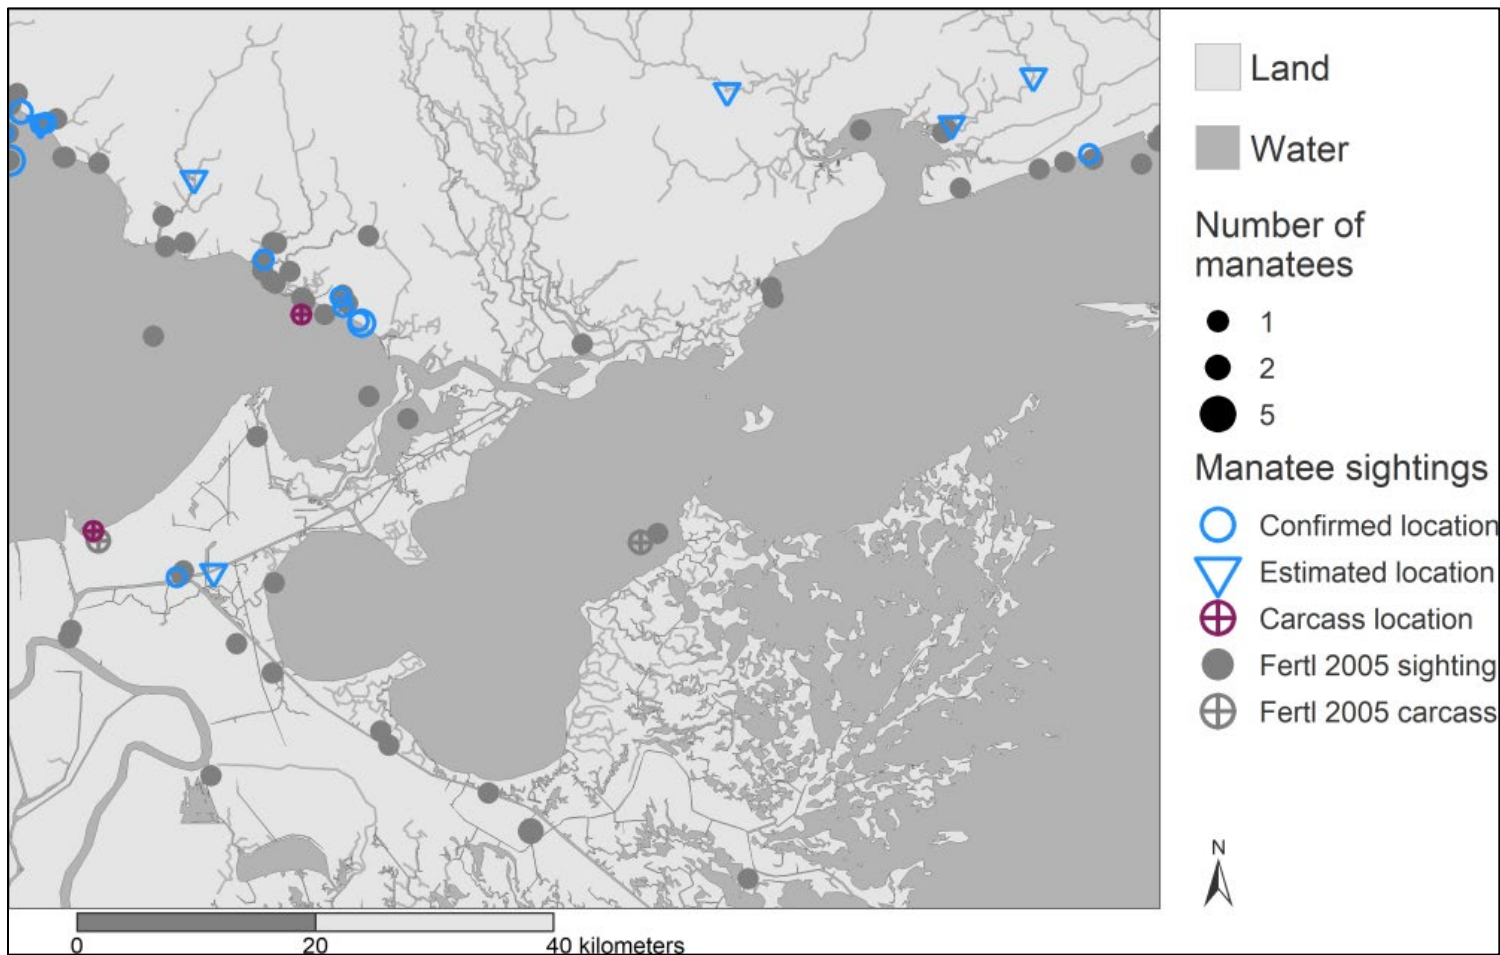 Land
Water
Number of
manatees
1
2
5
Manatee sightings
Confirmed location
Estimated location
Carcass location
Fertl 2005 sighting
Fertl 2005 carcass
N
0 20 40 kilometers